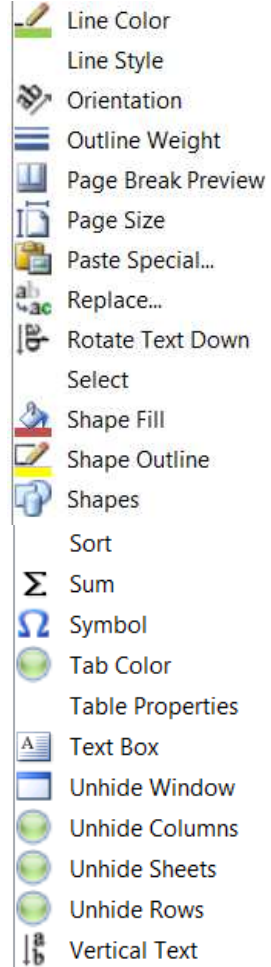 Line Color
Line Style
Orientation
Outline Weight
Page Break Preview
Page Size
Paste Special...
Replace...
Rotate Text Down
Select
Shape Fill
Shape Outline
Shapes
Sort
Σ Sum
Ω Symbol
Tab Color
Table Properties
A Text Box
Unhide Window
Unhide Columns
Unhide Sheets
Unhide Rows
Vertical Text